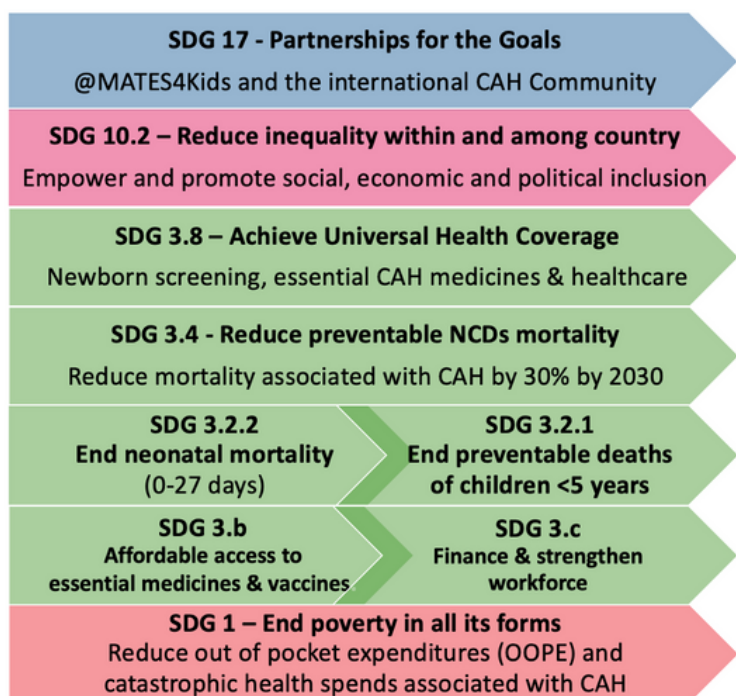 SDG 17 - Partnerships for the Goals
@MATES4Kids and the international CAH Community
SDG 10.2 – Reduce inequality within and among country
Empower and promote social, economic and political inclusion
SDG 3.8 – Achieve Universal Health Coverage
Newborn screening, essential CAH medicines & healthcare
SDG 3.4 - Reduce preventable NCDs mortality
Reduce mortality associated with CAH by 30% by 2030
SDG 3.2.2
End neonatal mortality
(0-27 days)
SDG 3.2.1
End preventable deaths
of children <5 years
SDG 3.b
Affordable access to
essential medicines & vaccines.
SDG 3.c
Finance & strengthen
workforce
SDG 1 – End poverty in all its forms
Reduce out of pocket expenditures (OOPE) and
catastrophic health spends associated with CAH